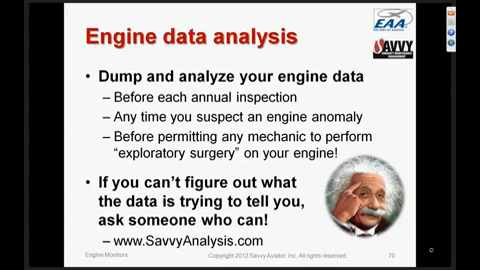 Engine data analysis
EAA
SAVVY
• Dump and analyze your engine data
– Before each annual inspection
– Any time you suspect an engine anomaly
– Before permitting any mechanic to perform
“exploratory surgery” on your engine!
• If you can’t figure out what
the data is trying to tell you,
ask someone who can!
– www.SavvyAnalysis.com
Engine Monitors
Copyright 2012 Savvy Aviator, Inc. All rights reserved.
70